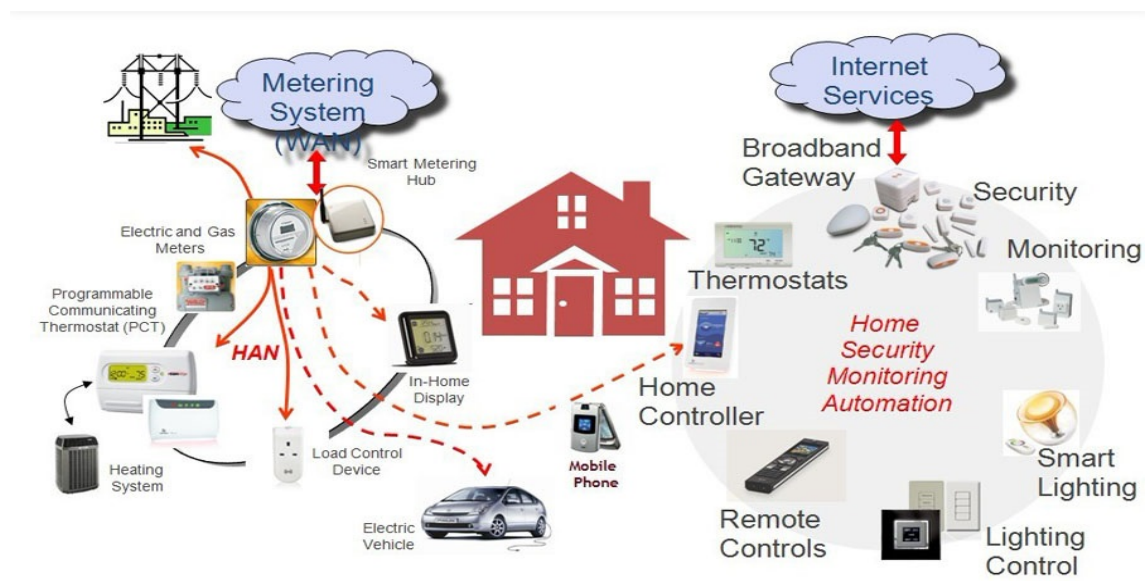 Metering
System
(WAN)
Smart Metering
Hub
Electric and Gas
Meters
Programmable
Communicating
Thermostat (PCT)
HAN
In-Home
Display
Load Control
Device
Heating
System
Electric
Vehicle
Mobile
Phone
Internet
Services
Broadband
Gateway
Security
Monitoring
Thermostats
72
Home
Security
Monitoring
Automation
Home
Controller
Smart
Lighting
Remote
Controls
Lighting
Control